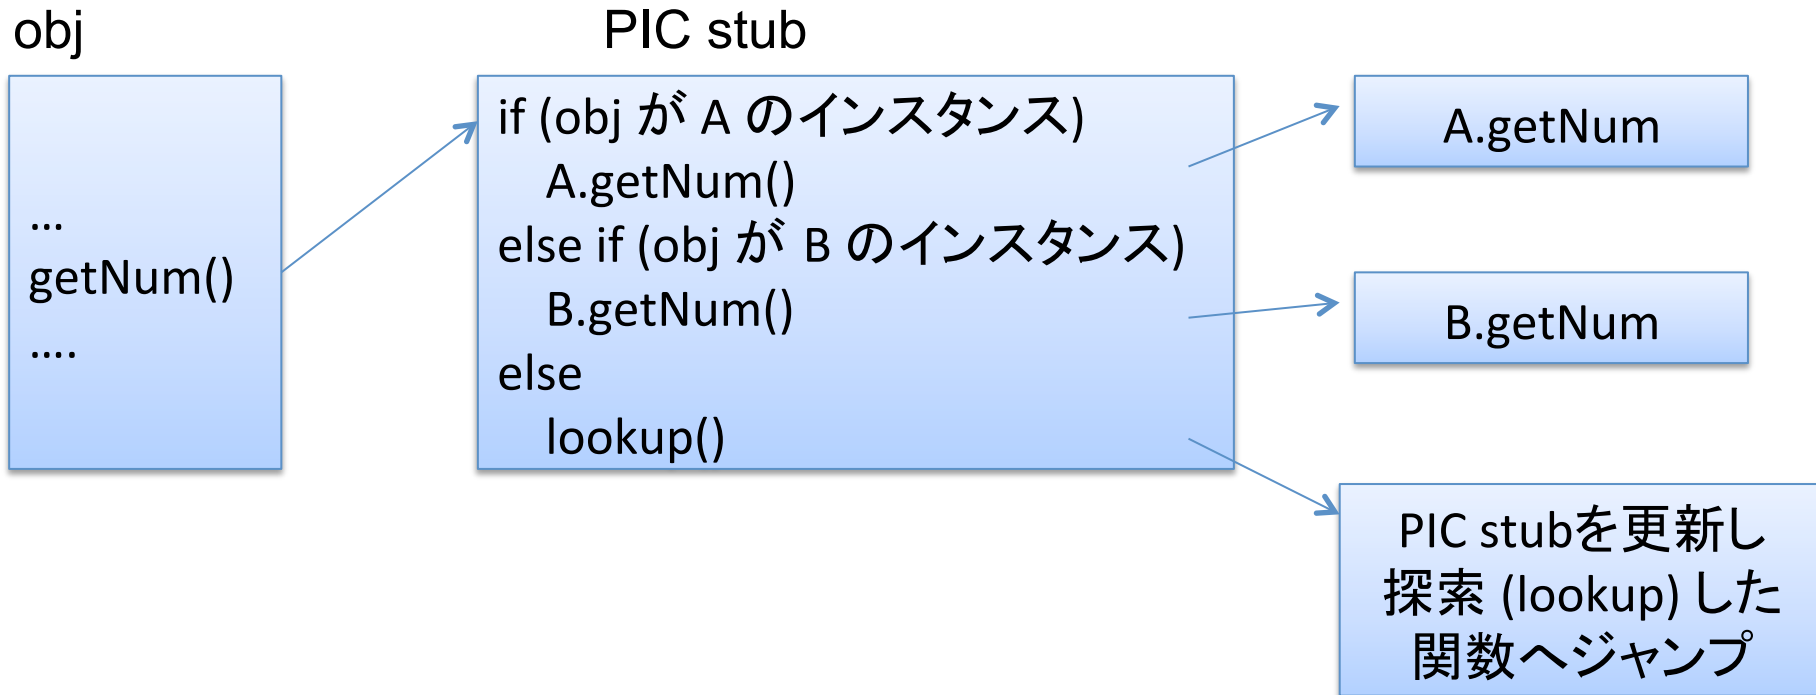 obj
PIC stub
…
getNum()
….
if (obj が A のインスタンス)
A.getNum()
else if (obj が B のインスタンス)
B.getNum()
else
lookup()
A.getNum
B.getNum
PIC stubを更新し
探索 (lookup) した
関数へジャンプ